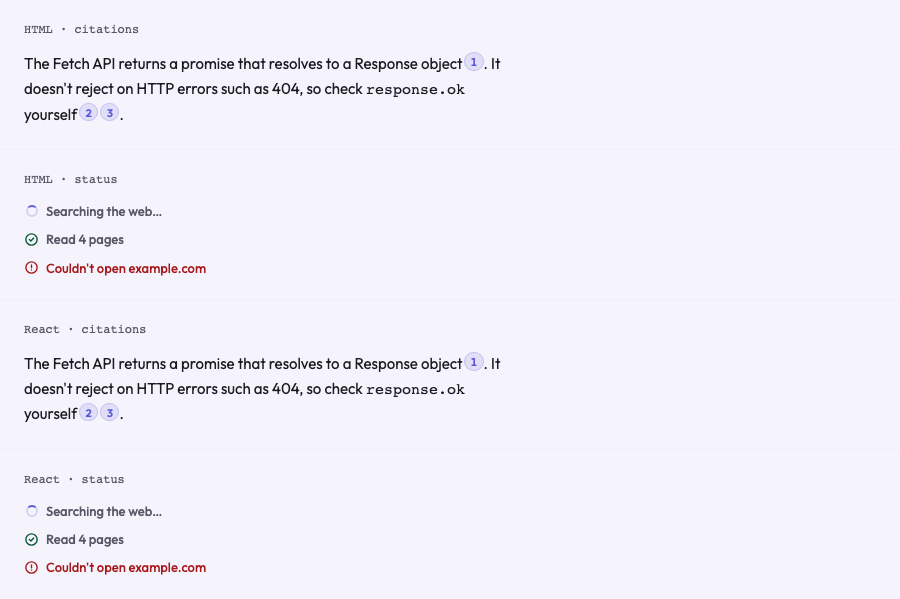 HTML · citations
The Fetch API returns a promise that resolves to a Response object 1. It
doesn't reject on HTTP errors such as 404, so check response.ok
yourself 2 3.
HTML · status
Searching the web…
Read 4 pages
Couldn't open example.com
React · citations
The Fetch API returns a promise that resolves to a Response object 1. It
doesn't reject on HTTP errors such as 404, so check response.ok
yourself 2 3.
React · status
Searching the web…
Read 4 pages
Couldn't open example.com